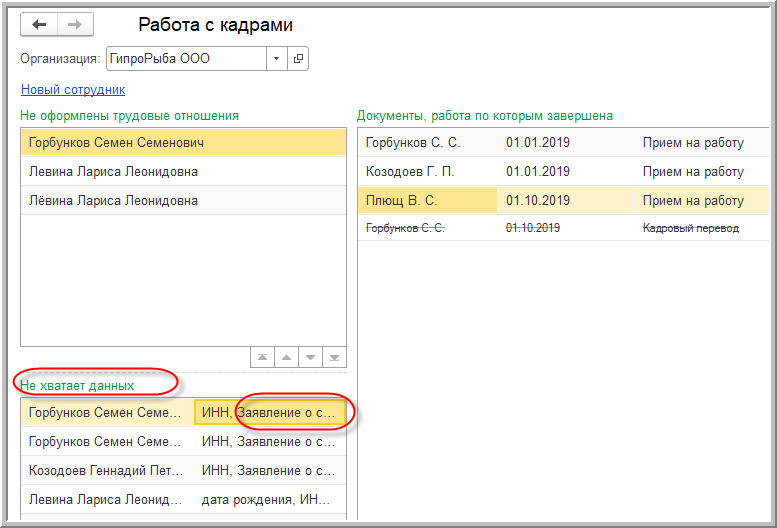 Работа с кадрами
Организация: ГипроРыба ООО
Новый сотрудник
Не оформлены трудовые отношения
Горбунков Семен Семенович
Левина Лариса Леонидовна
Лёвина Лариса Леонидовна
Документы, работа по которым завершена
Горбунков С. С. 01.01.2019 Прием на работу
Козодоев Г. П. 01.01.2019 Прием на работу
Плющ В. С. 01.10.2019 Прием на работу
Горбунков С. С. 01.10.2019 Кадровый перевод
Не хватает данных
Горбунков Семен Семе... ИНН, Заявление о с...
Горбунков Семен Семе... ИНН, Заявление о с...
Козодоев Геннадий Пет... ИНН, Заявление о с...
Левина Лариса Леонид... дата рождения, ИН...